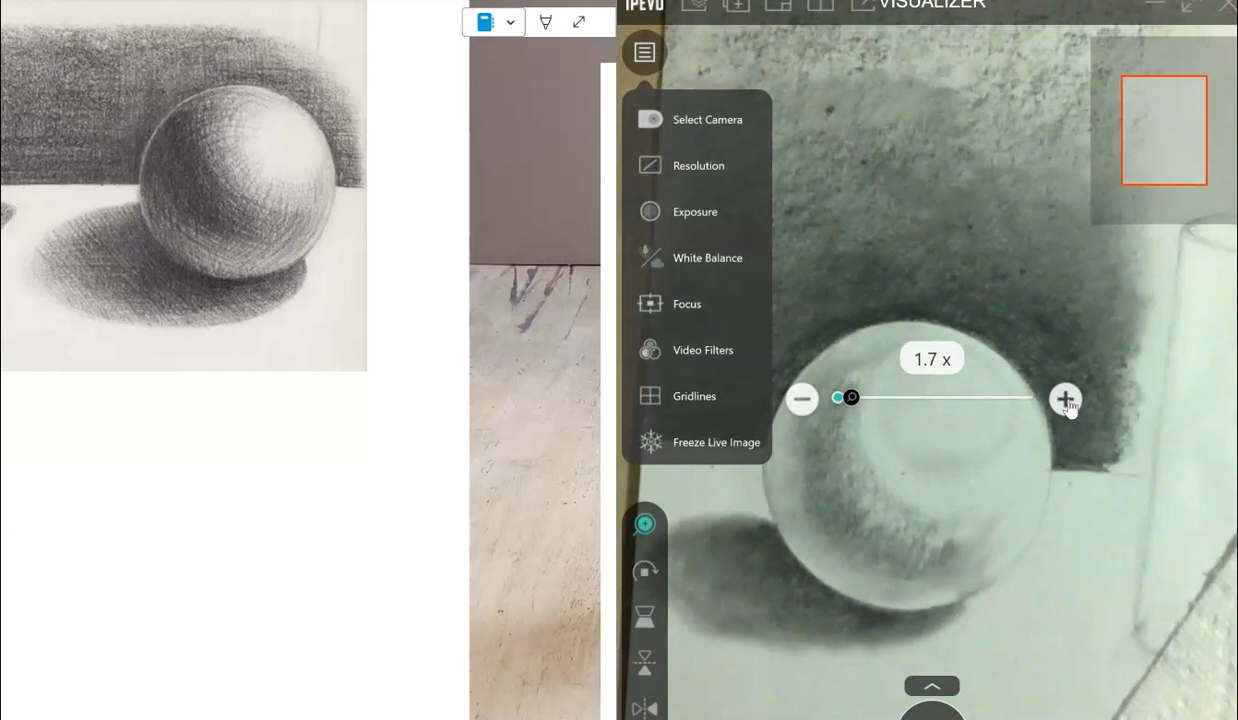 IPEVO
VISUALIZER
Select Camera
Resolution
Exposure
White Balance
Focus
Video Filters
Gridlines
Freeze Live Image
1.7 x